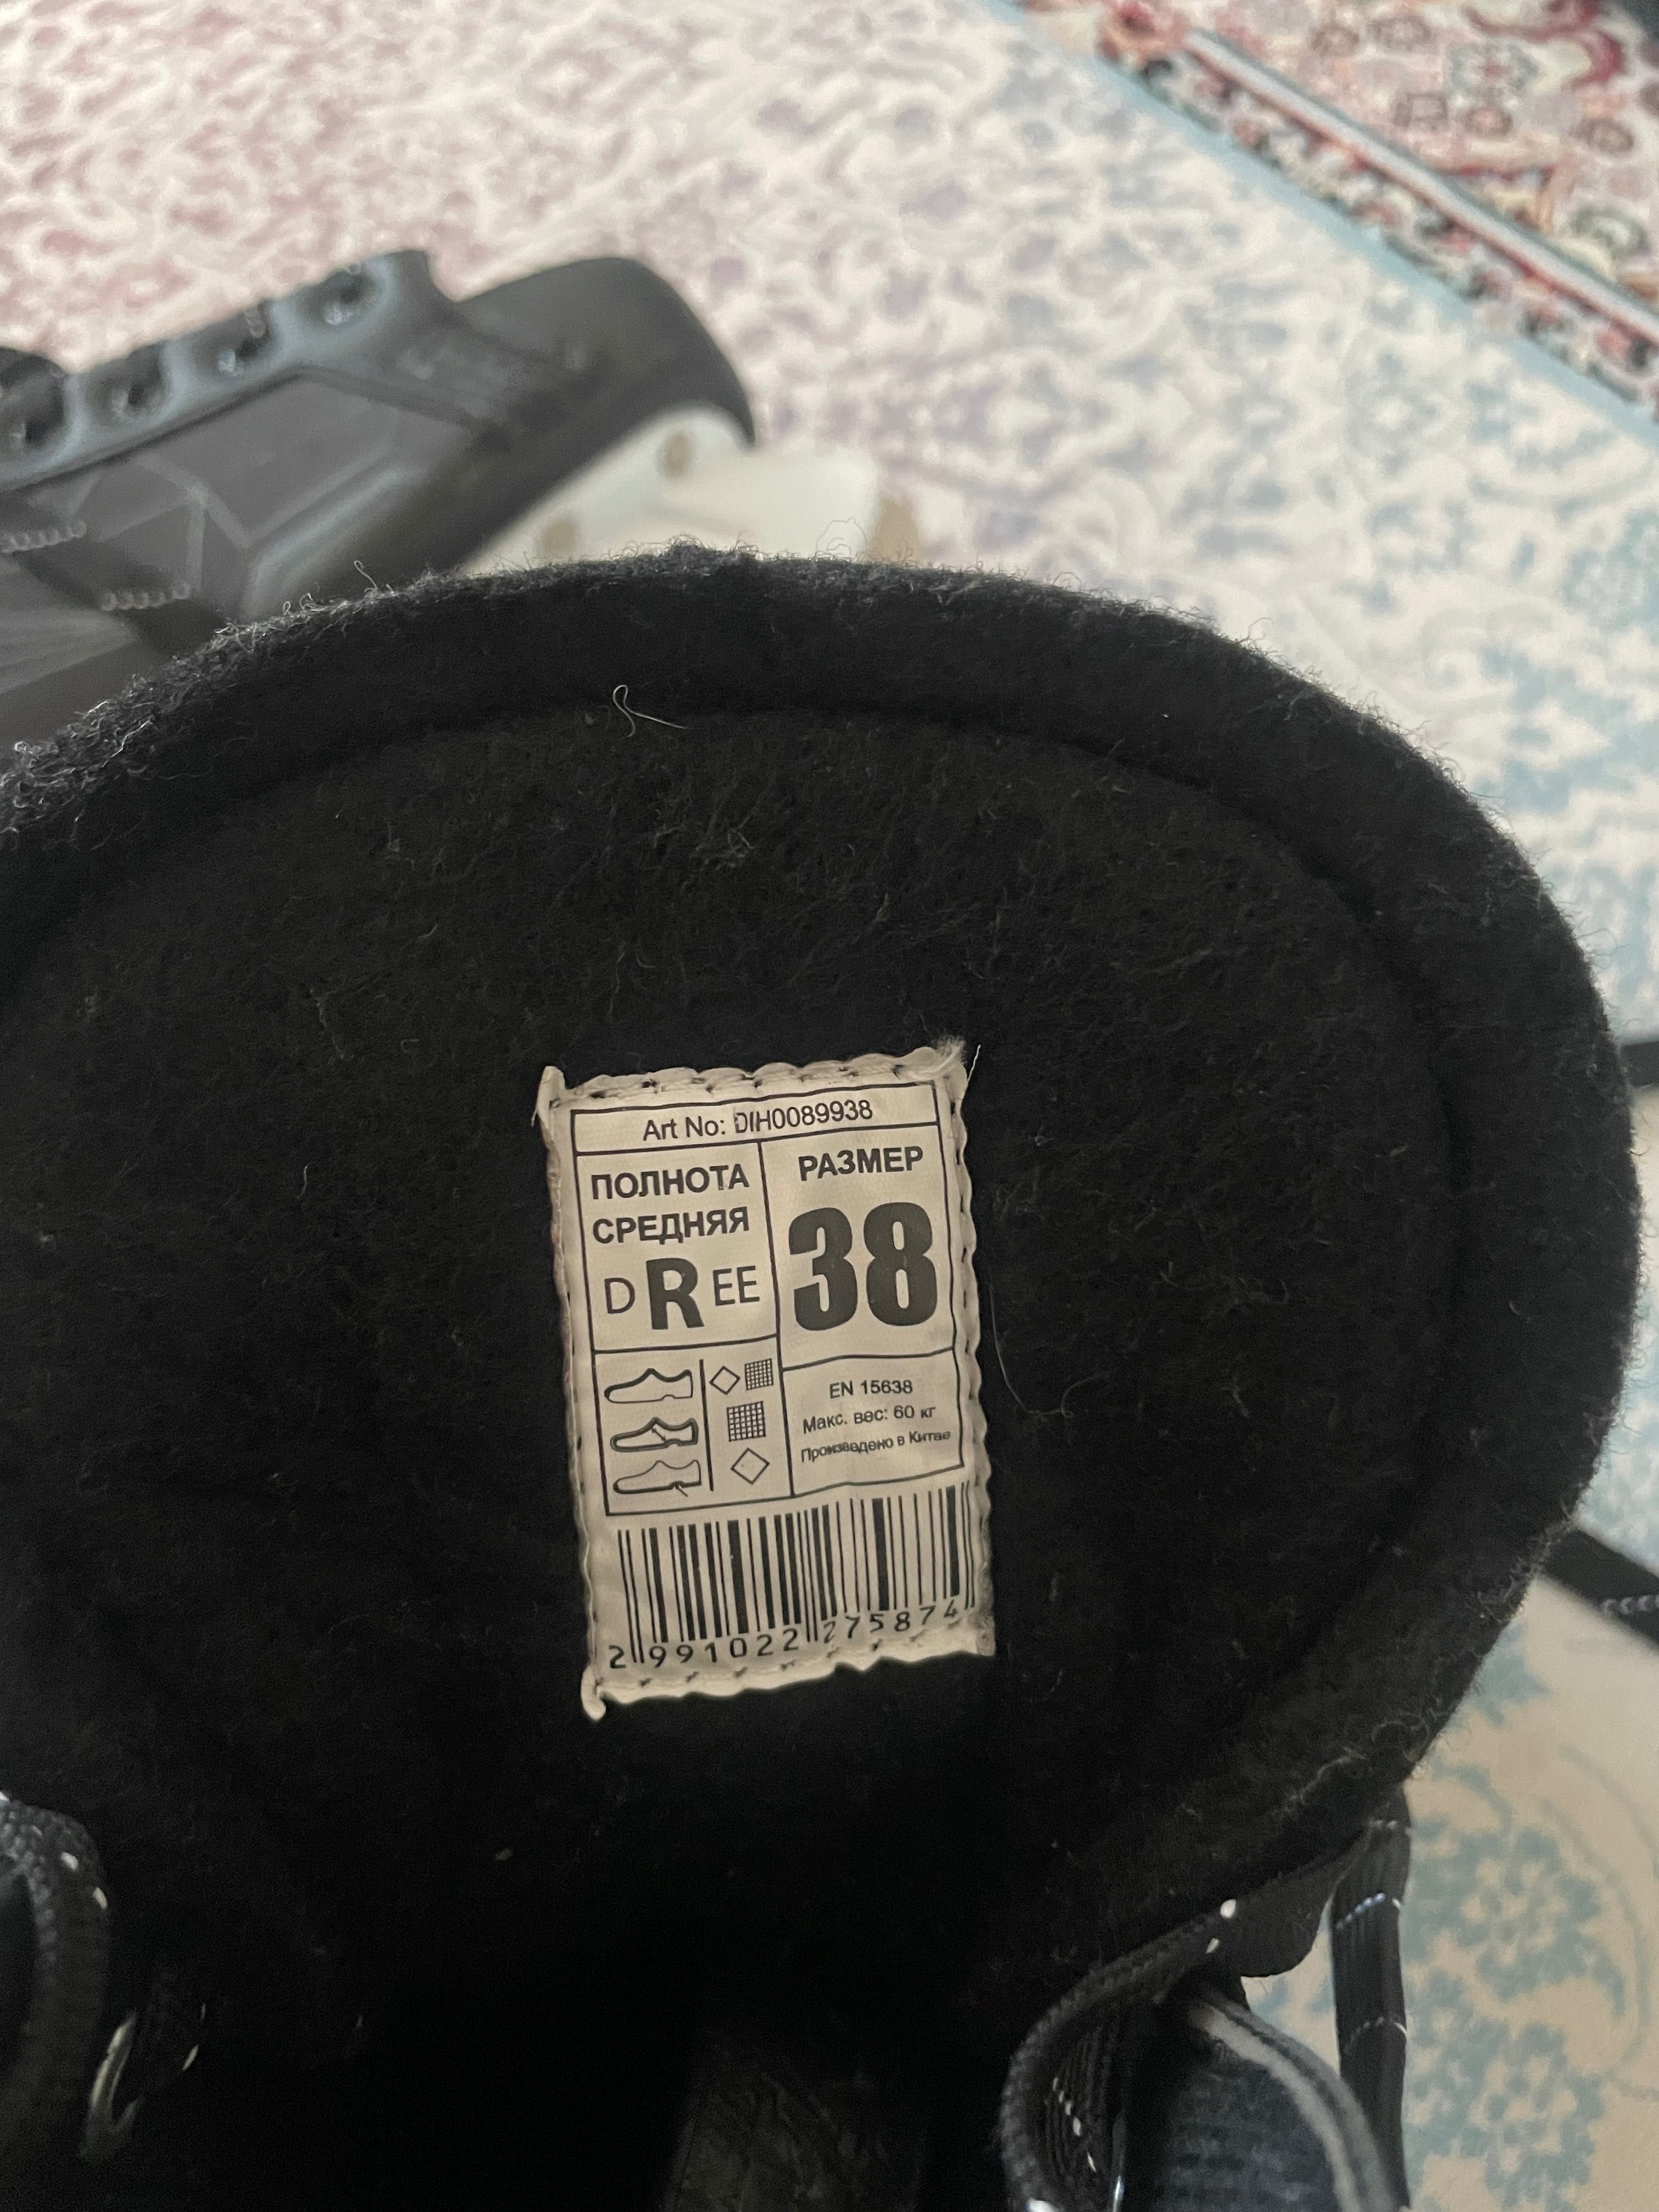 Art No: DIH0089938
ПОЛНОТА
СРЕДНЯЯ
D R EE
РАЗМЕР
38
EN 15638
Макс. вес: 60 кг
Произведено в Китае
2 991022 275874